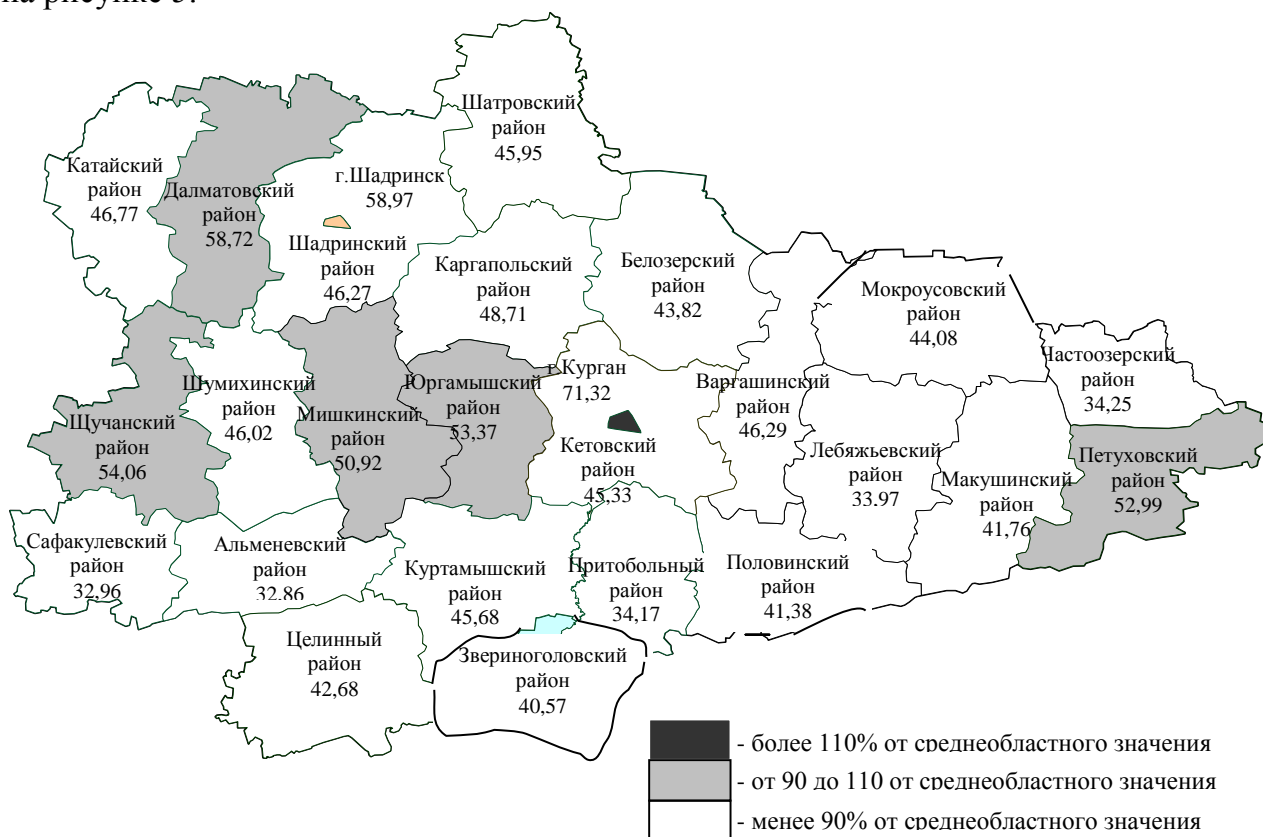 на рисунке 3.
Шатровский
район
45,95
Катайский
район
46,77
Далматовский
район
58,72
г.Шадринск
58,97
Шадринский
район
46,27
Каргапольский
район
48,71
Белозерский
район
43,82
Мокроусовский
район
44,08
Частоозерский
район
34,25
Щучанский
район
54,06
Шумихинский
район
46,02
Мишкинский
район
50,92
Юргамышский
район
53,37
г.Курган
71,32
Кетовский
район
45,33
Варгашинский
район
46,29
Лебяжьевский
район
33.97
Макушинский
район
41,76
Петуховский
район
52,99
Сафакулевский
район
32,96
Альменевский
район
32.86
Куртамышский
район
45,68
Притобольный
район
34,17
Половинский
район
41,38
Целинный
район
42,68
Звериноголовский
район
40,57
- более 110% от среднеобластного значения
- от 90 до 110 от среднеобластного значения
- менее 90% от среднеобластного значения